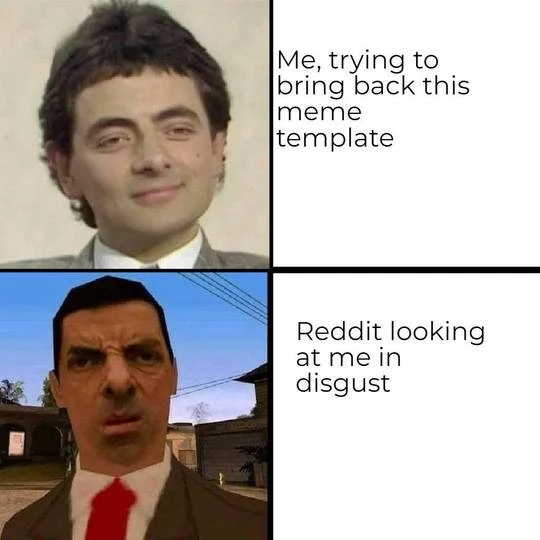 Me, trying to
bring back this
meme
template
Reddit looking
at me in
disgust